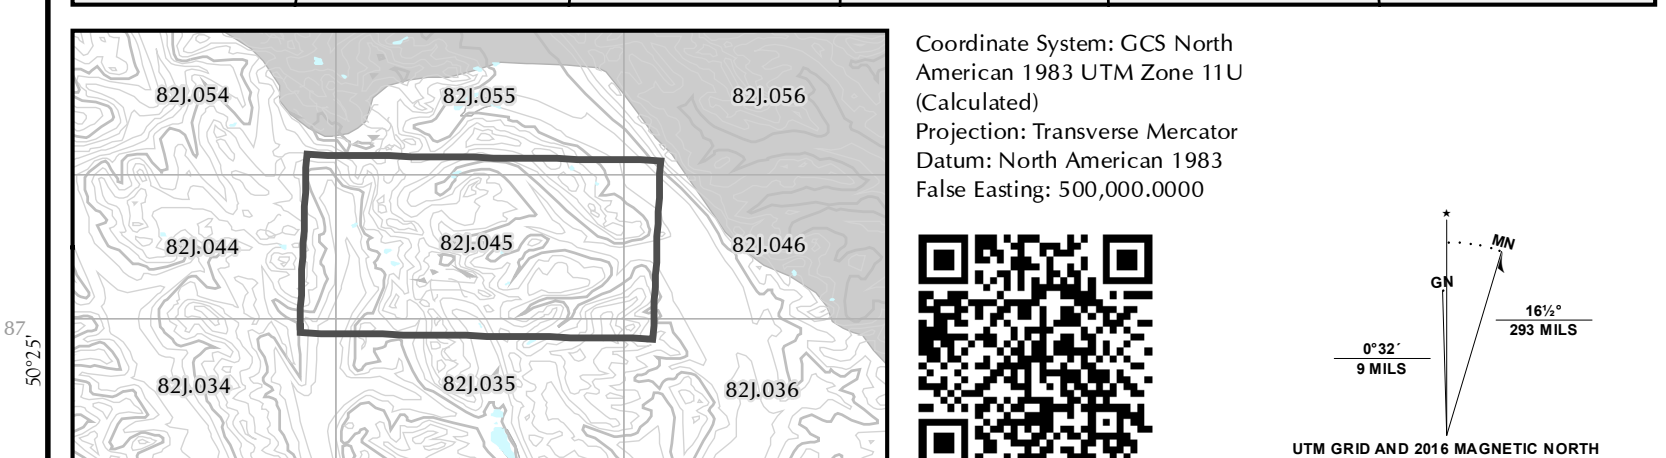 82J.054 82J.055 82J.056
82J.044 82J.045 82J.046
82J.034 82J.035 82J.036
87
50°25'
Coordinate System: GCS North
American 1983 UTM Zone 11U
(Calculated)
Projection: Transverse Mercator
Datum: North American 1983
False Easting: 500,000.0000
MN
GN
16½°
293 MILS
0°32´
9 MILS
UTM GRID AND 2016 MAGNETIC NORTH